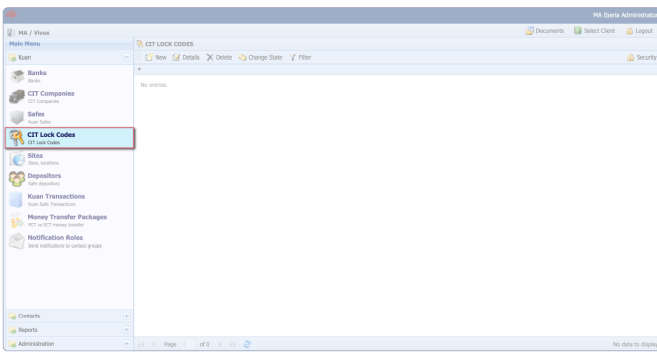 MA Iberia Administrator
MA / Vivox
Documents Select Client Logout
Main Menu
CIT LOCK CODES
Kuan
New Details Delete Change State Filter Security
Banks
Banks
No entries.
CIT Companies
CIT Companies
Safes
Kuan Safes
CIT Lock Codes
CIT Lock Codes
Sites
Sites, locations
Depositors
Safe depositors
Kuan Transactions
Kuan Safe Transactions
Money Transfer Packages
FCT vs ECT money transfer
Notification Roles
Send notifications to contact groups
Contacts
Reports
Administration
Page of 0
No data to display